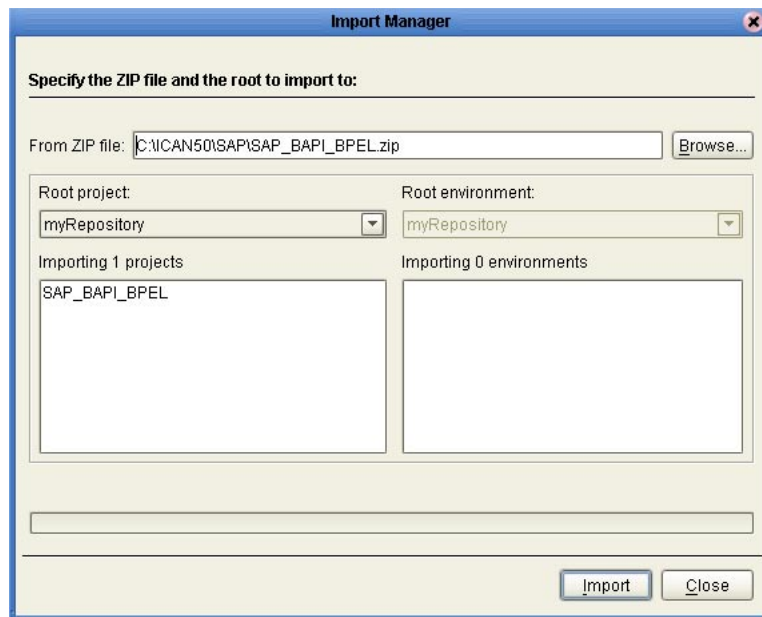 Import Manager
Specify the ZIP file and the root to import to:
From ZIP file: C:\ICAN50\SAP\SAP_BAPI_BPEL.zip Browse...
Root project: Root environment:
myRepository myRepository
Importing 1 projects Importing 0 environments
SAP_BAPI_BPEL
Import Close